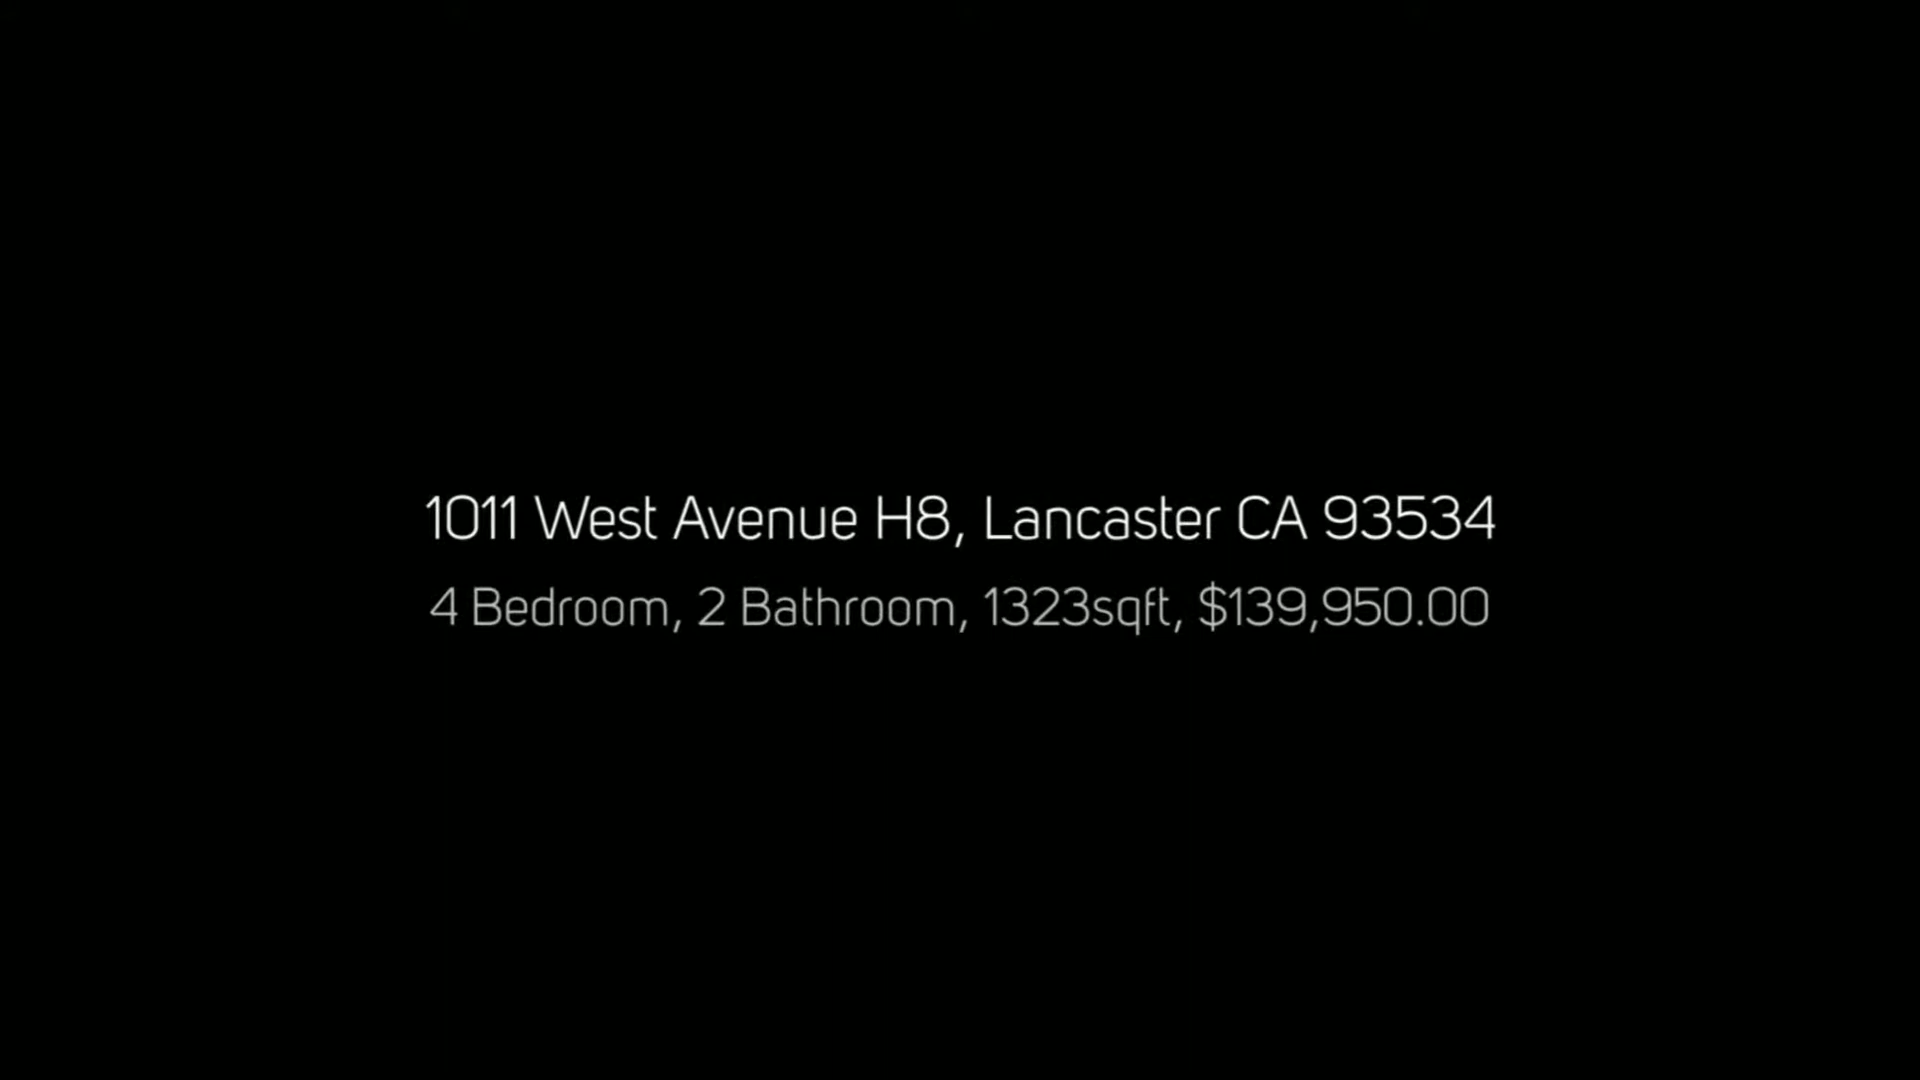 1011 West Avenue H8, Lancaster CA 93534
4 Bedroom, 2 Bathroom, 1323sqft, $139,950.00